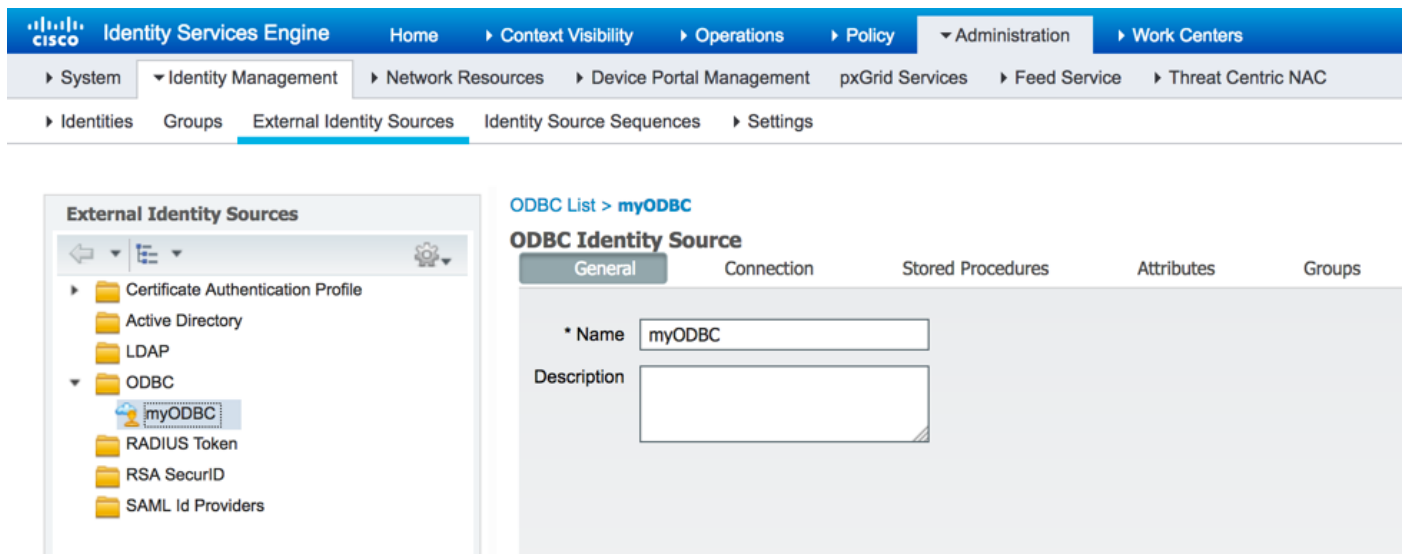 cisco Identity Services Engine Home Context Visibility Operations Policy Administration Work Centers
System Identity Management Network Resources Device Portal Management pxGrid Services Feed Service Threat Centric NAC
Identities Groups External Identity Sources Identity Source Sequences Settings
External Identity Sources
Certificate Authentication Profile
Active Directory
LDAP
ODBC
myODBC
RADIUS Token
RSA SecurID
SAML Id Providers
ODBC List > myODBC
ODBC Identity Source
General Connection Stored Procedures Attributes Groups
* Name myODBC
Description